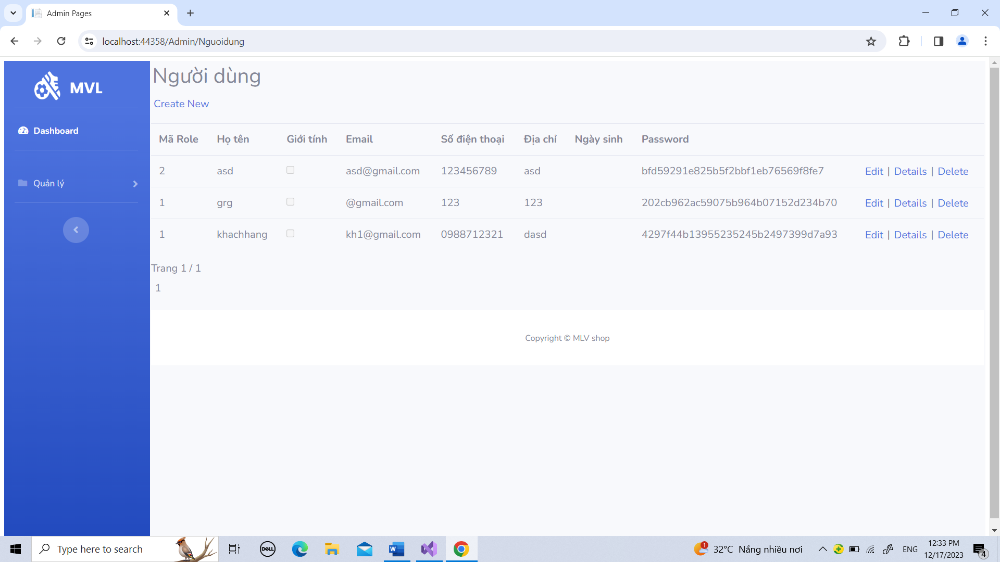 Admin Pages
localhost:44358/Admin/Nguoidung
MVL
Dashboard
Quản lý
Người dùng
Create New
Mã Role Họ tên Giới tính Email Số điện thoại Địa chỉ Ngày sinh Password
2 asd asd@gmail.com 123456789 asd bfd59291e825b5f2bbf1eb76569f8fe7 Edit | Details | Delete
1 grg @gmail.com 123 123 202cb962ac59075b964b07152d234b70 Edit | Details | Delete
1 khachhang kh1@gmail.com 0988712321 dasd 4297f44b13955235245b2497399d7a93 Edit | Details | Delete
Trang 1 / 1
1
Copyright © MLV shop
Type here to search
DELL
W
1
32°C Nắng nhiều nơi
ENG
12:33 PM
12/17/2023
4